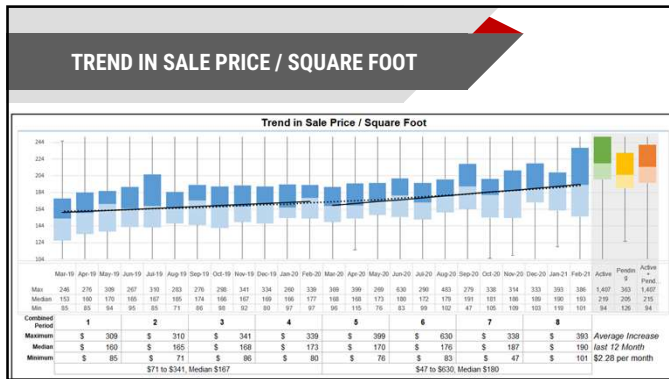 TREND IN SALE PRICE / SQUARE FOOT
Trend in Sale Price / Square Foot
244
224
204
184
164
144
124
104
Mar-19 Apr-19 May-19 Jun-19 Jul-19 Aug-19 Sep-19 Oct-19 Nov-19 Dec-19 Jan-20 Feb-20 Mar-20 Apr-20 May-20 Jun-20 Jul-20 Aug-20 Sep-20 Oct-20 Nov-20 Dec-20 Jan-21 Feb-21 Active Pendin g Active + Pend...
Max 246 276 309 267 310 283 276 298 341 334 260 339 369 399 269 630 298 483 279 338 314 333 393 386 1,407 363 1,407
Median 153 160 170 165 167 165 174 166 167 169 166 177 168 168 173 180 172 179 191 181 186 189 190 193 219 205 215
Min 85 85 94 95 85 71 86 98 92 80 97 97 96 115 76 83 99 102 47 105 109 103 119 101 94 126 94
Combined Period 1 2 3 4 5 6 7 8
Maximum $ 309 $ 310 $ 341 $ 339 $ 399 $ 630 $ 338 $ 393 Average Increase
Median $ 160 $ 165 $ 168 $ 173 $ 170 $ 176 $ 187 $ 190 last 12 Month
Minimum $ 85 $ 71 $ 86 $ 80 $ 76 $ 83 $ 47 $ 101 $2.28 per month
$71 to $341, Median $167 $47 to $630, Median $180